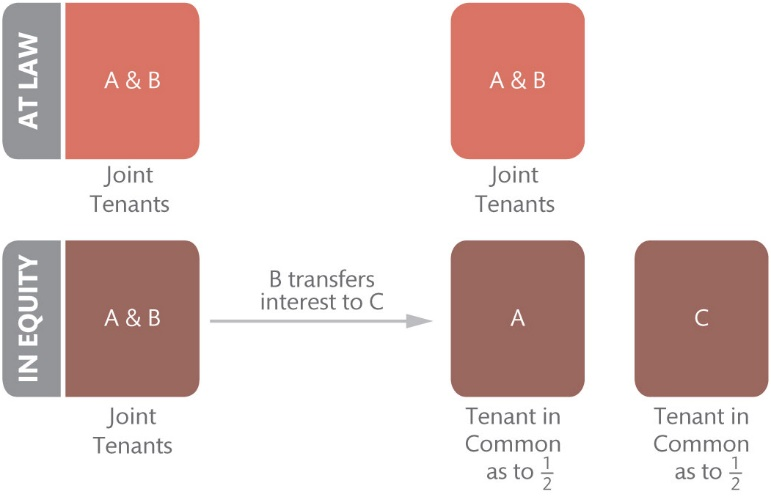 AT LAW
A & B
Joint
Tenants
A & B
Joint
Tenants
IN EQUITY
A & B
Joint
Tenants
B transfers
interest to C
A
Tenant in
Common
as to 1/2
C
Tenant in
Common
as to 1/2